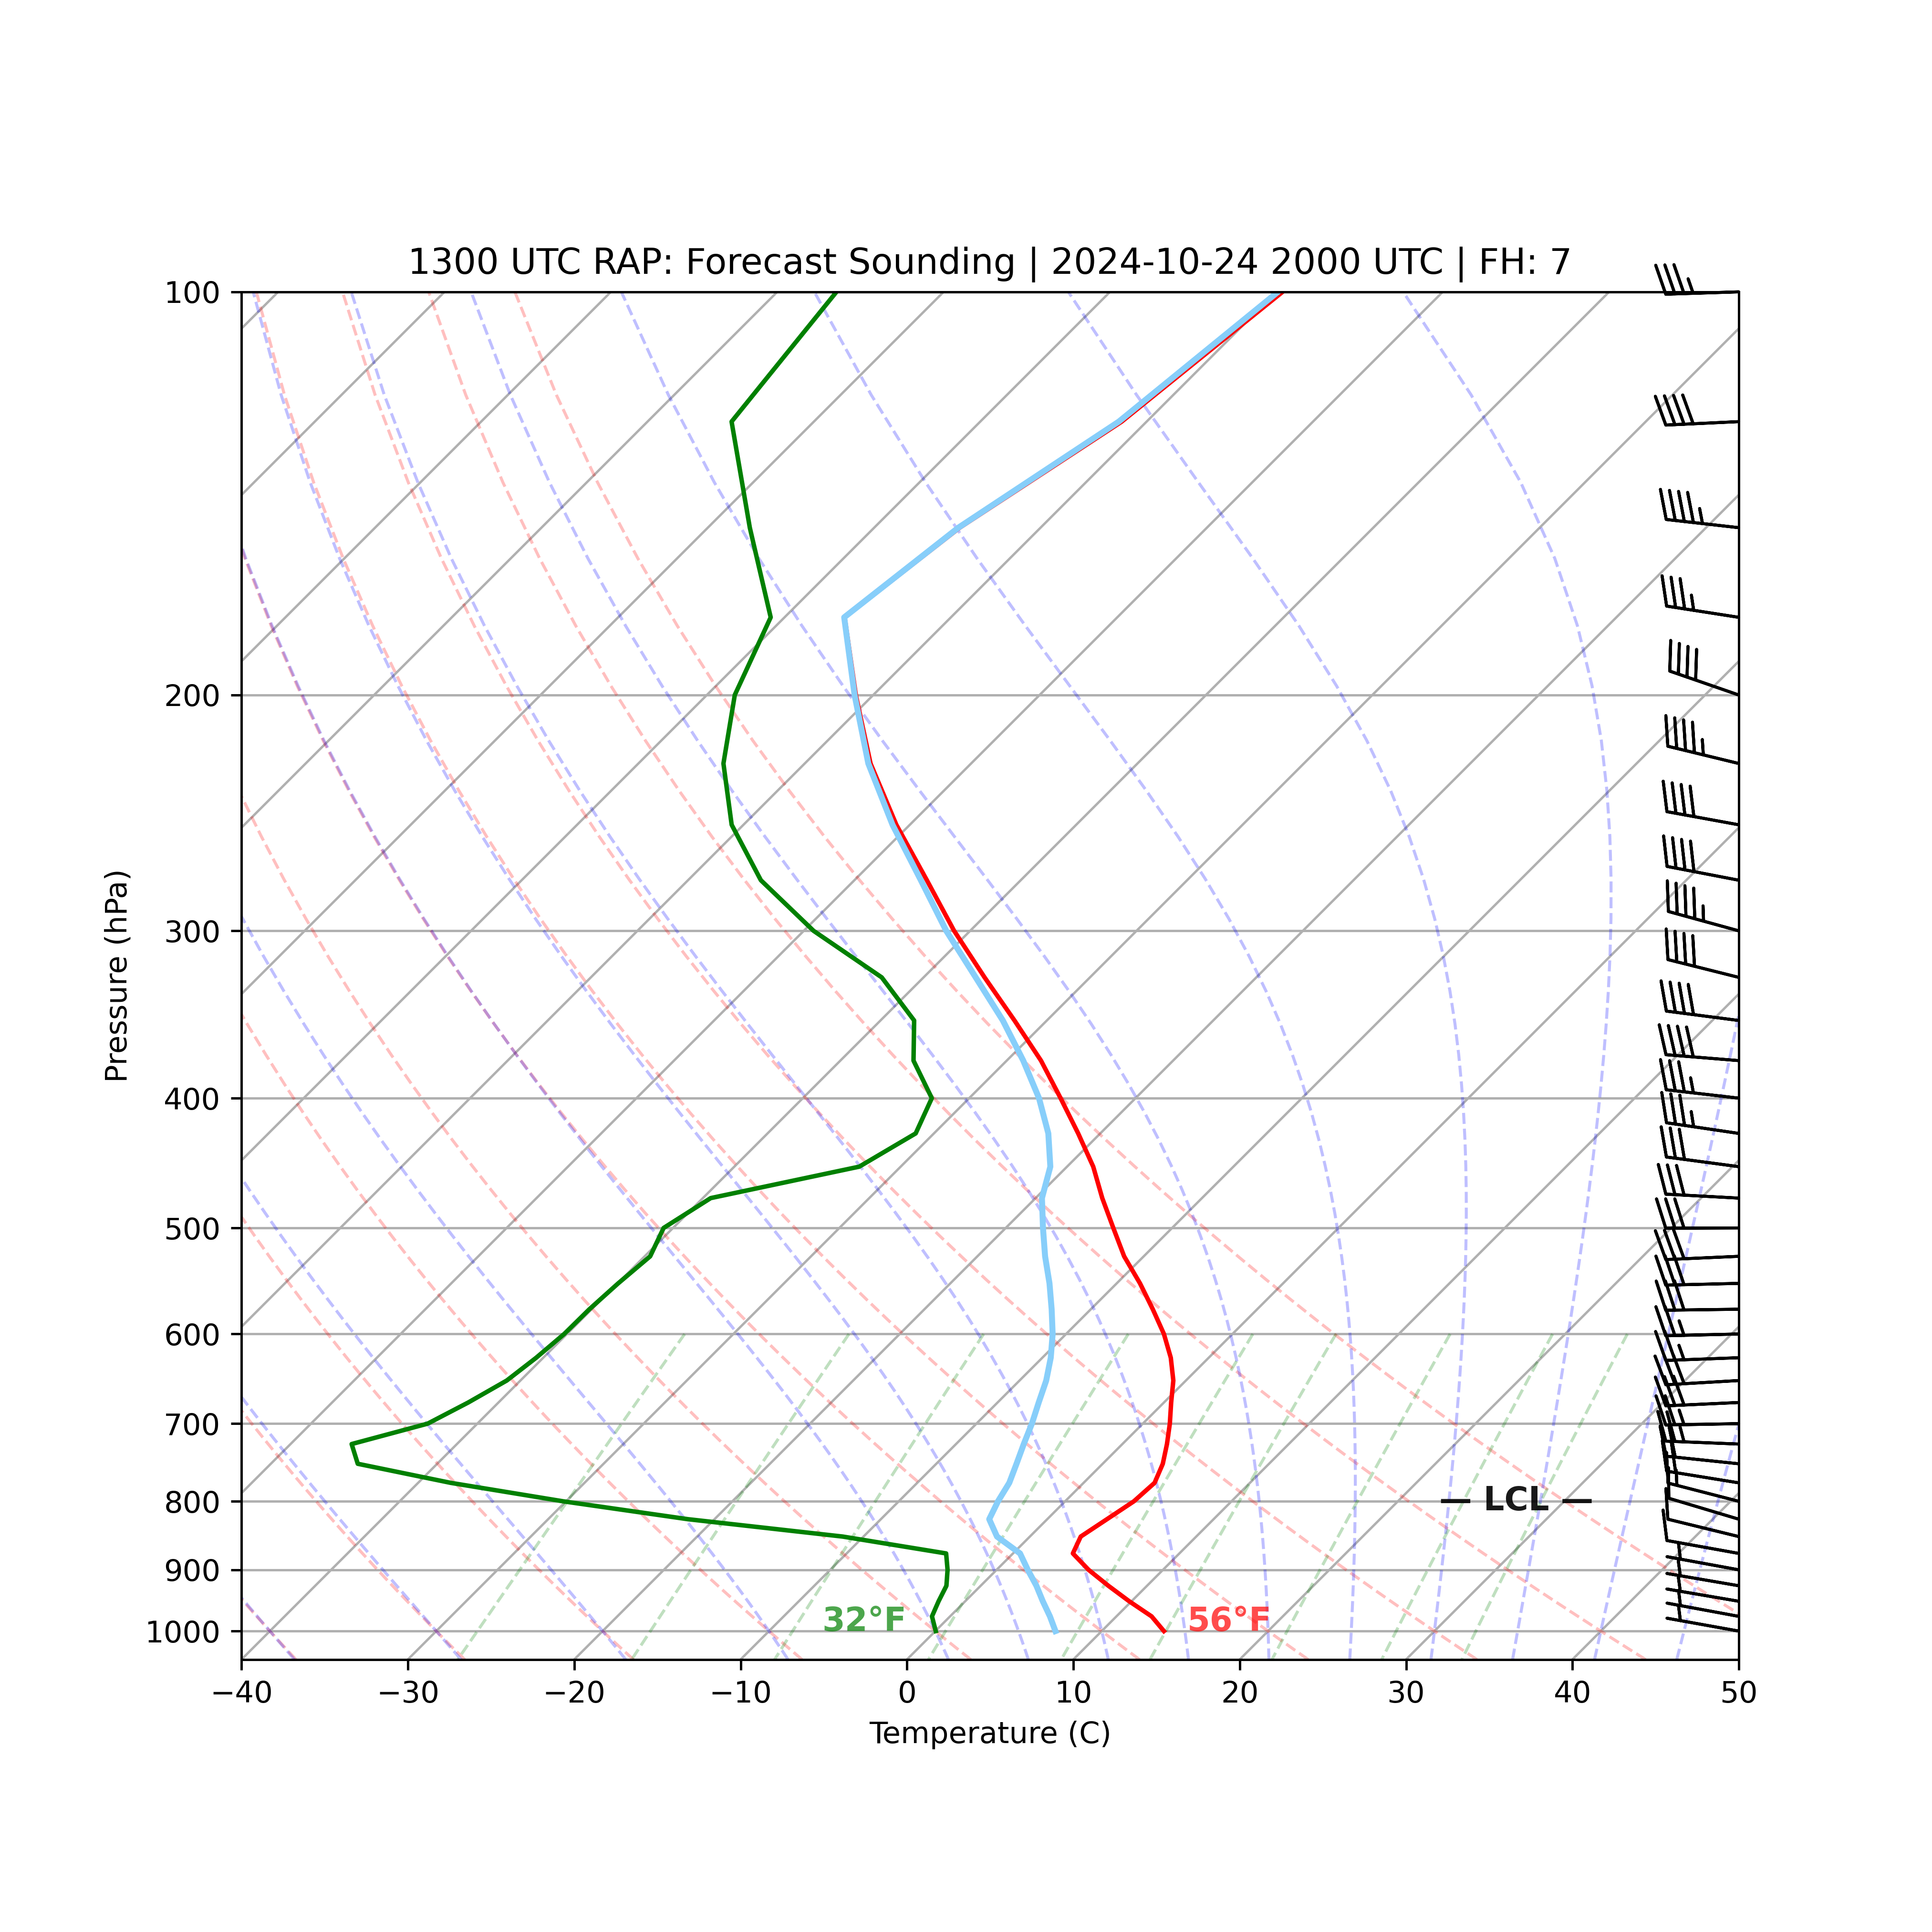 1300 UTC RAP: Forecast Sounding | 2024-10-24 2000 UTC | FH: 7
100
200
300
400
500
600
700
800
900
1000
Pressure (hPa)
LCL
32°F
56°F
−40 −30 −20 −10 0 10 20 30 40 50
Temperature (C)